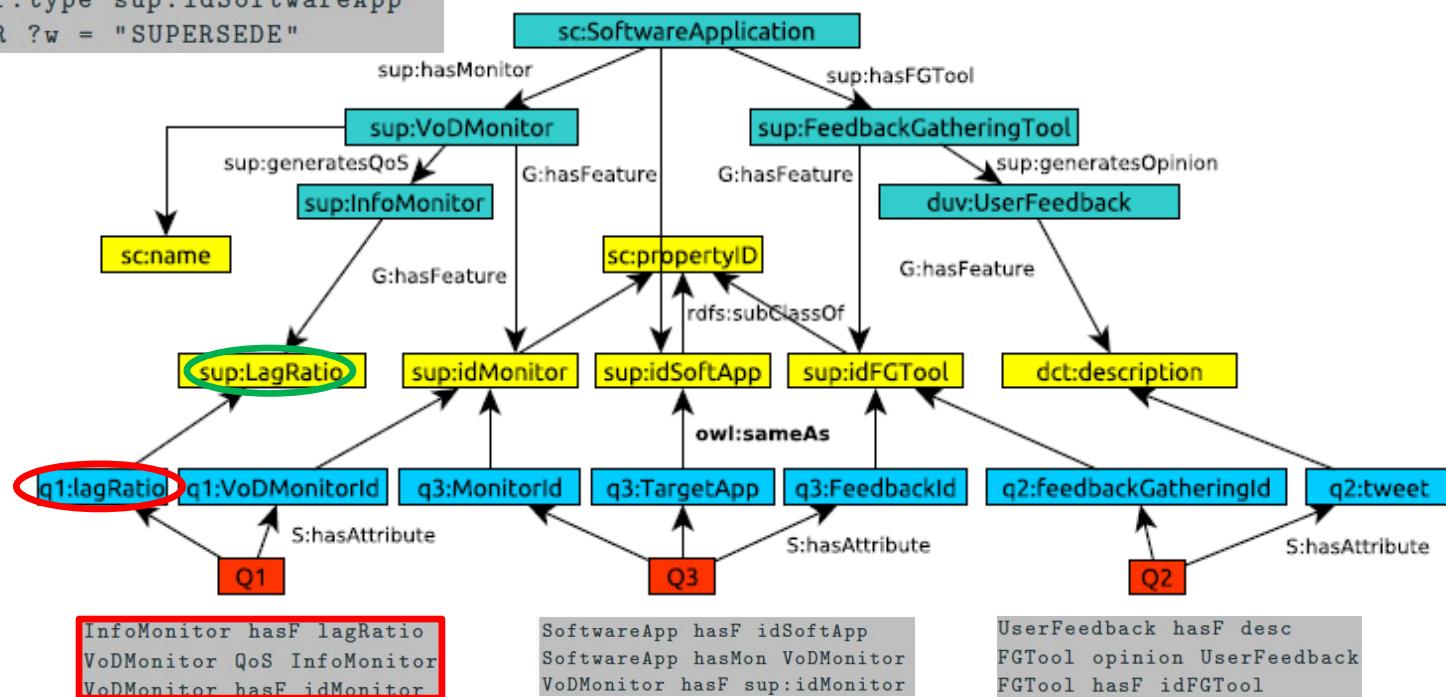 r:type sup:idSoftwareApp
R ?w = "SUPERSEDE"
sc:SoftwareApplication
sup:hasMonitor
sup:hasFGTool
sup:VoDMonitor
sup:FeedbackGatheringTool
sup:generatesQoS
G:hasFeature
G:hasFeature
sup:generatesOpinion
sup:InfoMonitor
duv:UserFeedback
sc:name
sc:propertyID
G:hasFeature
G:hasFeature
rdfs:subClassOf
sup:LagRatio
sup:idMonitor
sup:idSoftApp
sup:idFGTool
dct:description
owl:sameAs
q1:lagRatio
q1:VoDMonitorId
q3:MonitorId
q3:TargetApp
q3:FeedbackId
q2:feedbackGatheringId
q2:tweet
S:hasAttribute
S:hasAttribute
S:hasAttribute
Q1
Q3
Q2
InfoMonitor hasF lagRatio
VoDMonitor QoS InfoMonitor
VoDMonitor hasF idMonitor
SoftwareApp hasF idSoftApp
SoftwareApp hasMon VoDMonitor
VoDMonitor hasF sup:idMonitor
UserFeedback hasF desc
FGTool opinion UserFeedback
FGTool hasF idFGTool